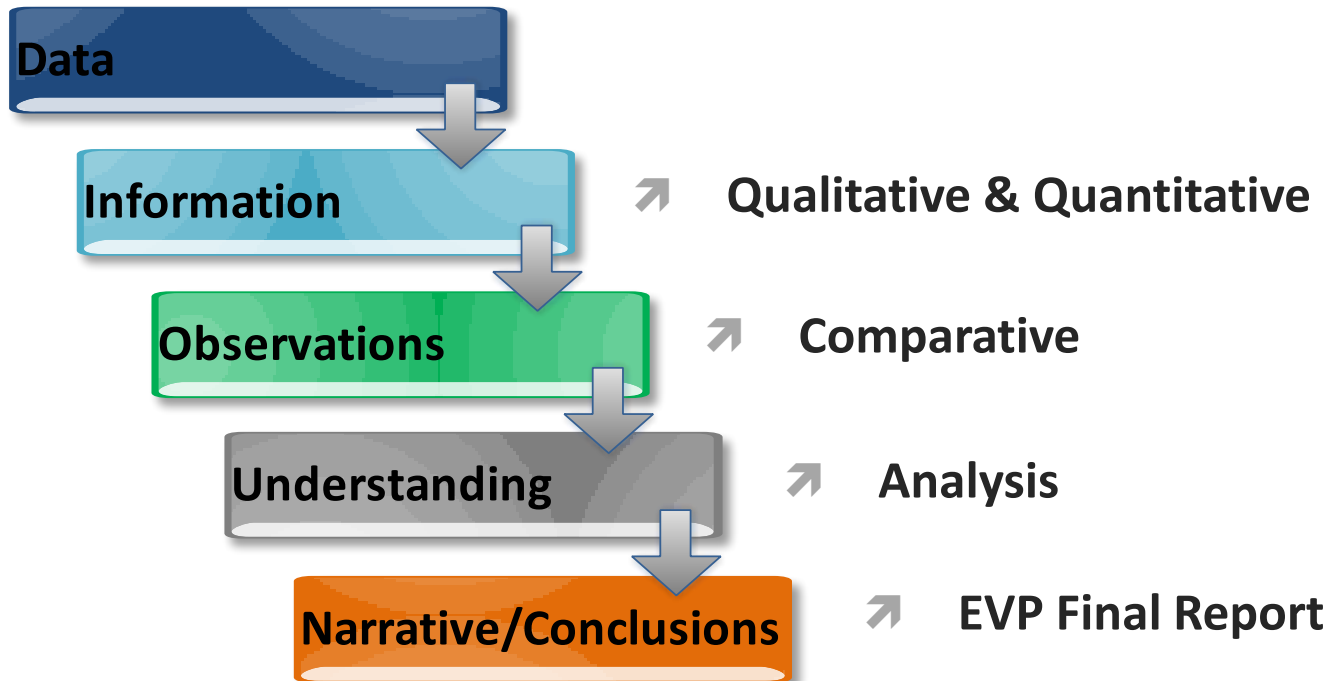 Data
Information
Qualitative & Quantitative
Observations
Comparative
Understanding
Analysis
Narrative/Conclusions
EVP Final Report